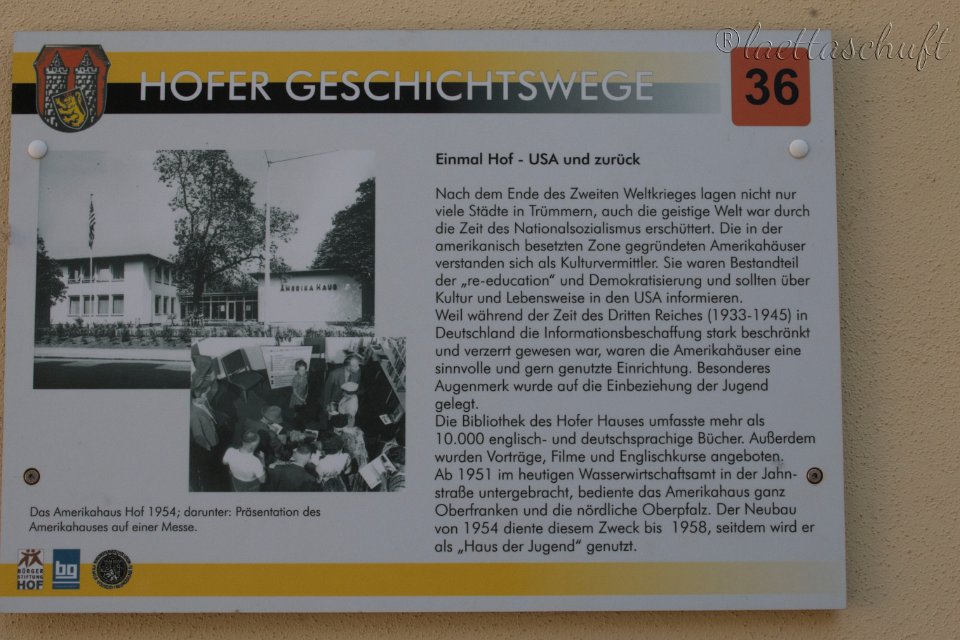 ®laettaschuft
HOFER GESCHICHTSWEGE
36
AMERIKA HAUS
Einmal Hof - USA und zurück
Nach dem Ende des Zweiten Weltkrieges lagen nicht nur
viele Städte in Trümmern, auch die geistige Welt war durch
die Zeit des Nationalsozialismus erschüttert. Die in der
amerikanisch besetzten Zone gegründeten Amerikahäuser
verstanden sich als Kulturvermittler. Sie waren Bestandteil
der „re-education" und Demokratisierung und sollten über
Kultur und Lebensweise in den USA informieren.
Weil während der Zeit des Dritten Reiches (1933-1945) in
Deutschland die Informationsbeschaffung stark beschränkt
und verzerrt gewesen war, waren die Amerikahäuser eine
sinnvolle und gern genutzte Einrichtung. Besonderes
Augenmerk wurde auf die Einbeziehung der Jugend
gelegt.
Die Bibliothek des Hofer Hauses umfasste mehr als
10.000 englisch- und deutschsprachige Bücher. Außerdem
wurden Vorträge, Filme und Englischkurse angeboten.
Ab 1951 im heutigen Wasserwirtschaftsamt in der Jahn-
straße untergebracht, bediente das Amerikahaus ganz
Oberfranken und die nördliche Oberpfalz. Der Neubau
von 1954 diente diesem Zweck bis 1958, seitdem wird er
als „Haus der Jugend" genutzt.
Das Amerikahaus Hof 1954; darunter: Präsentation des
Amerikahauses auf einer Messe.
BÜRGER
STIFTUNG
HOF
bg